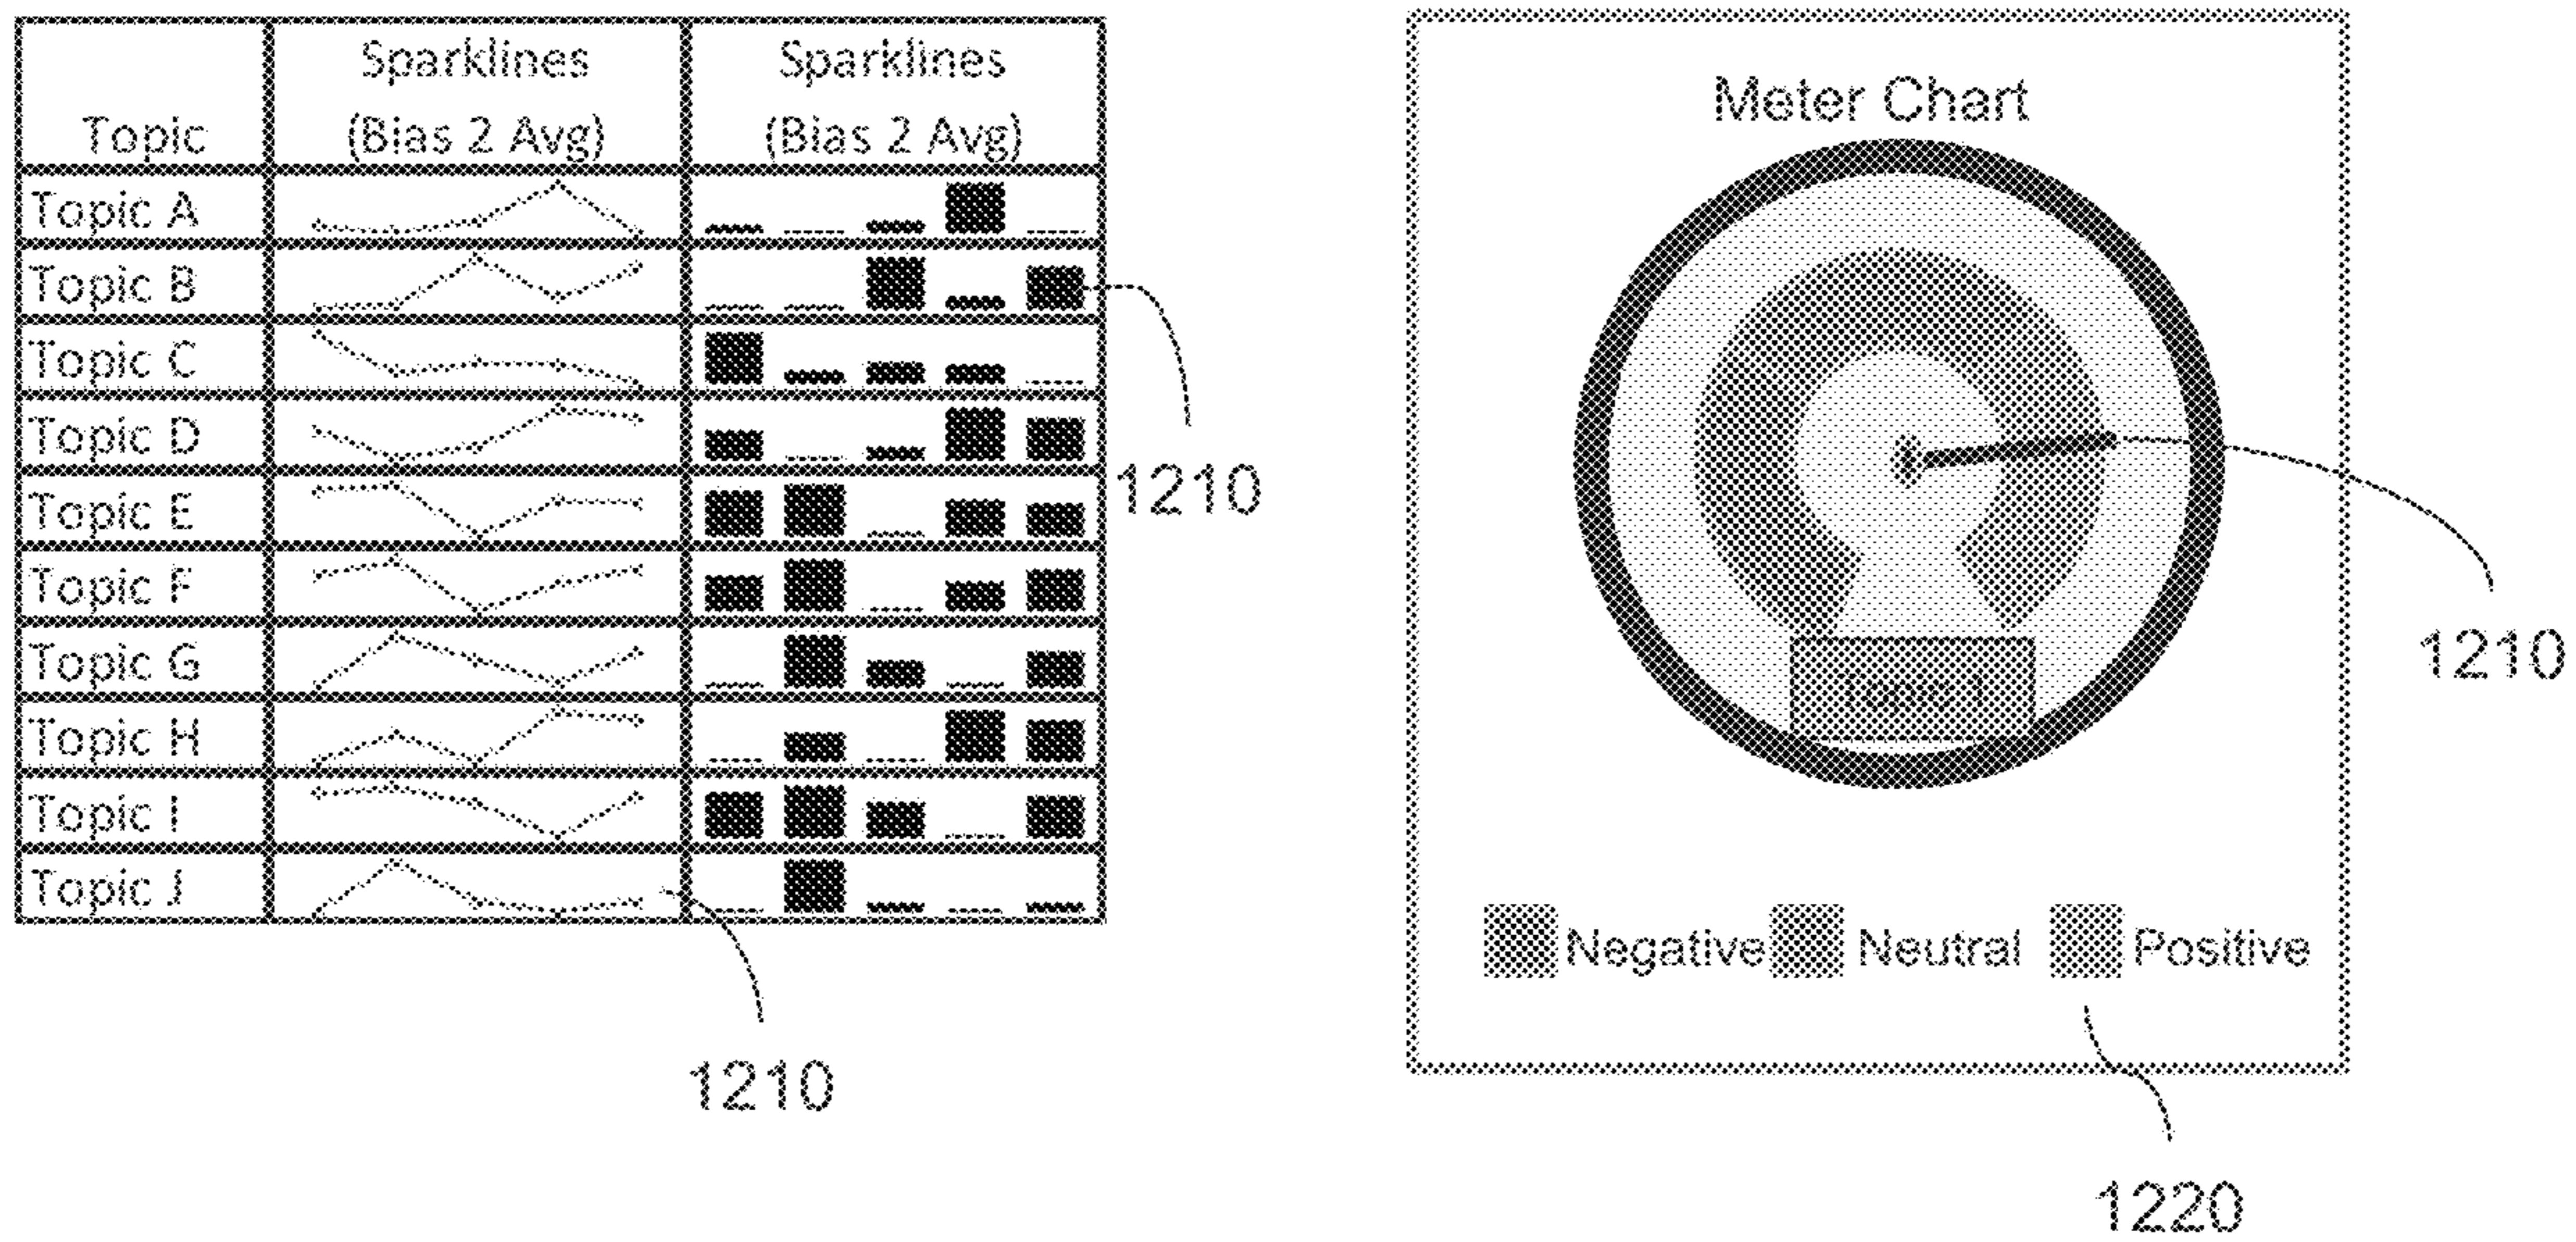 Topic
Sparklines
(Bias 2 Avg)
Sparklines
(Bias 2 Avg)
Topic A
Topic B
Topic C
Topic D
Topic E
Topic F
Topic G
Topic H
Topic I
Topic J
1210
1210
Meter Chart
1210
Negative Neutral Positive
1220